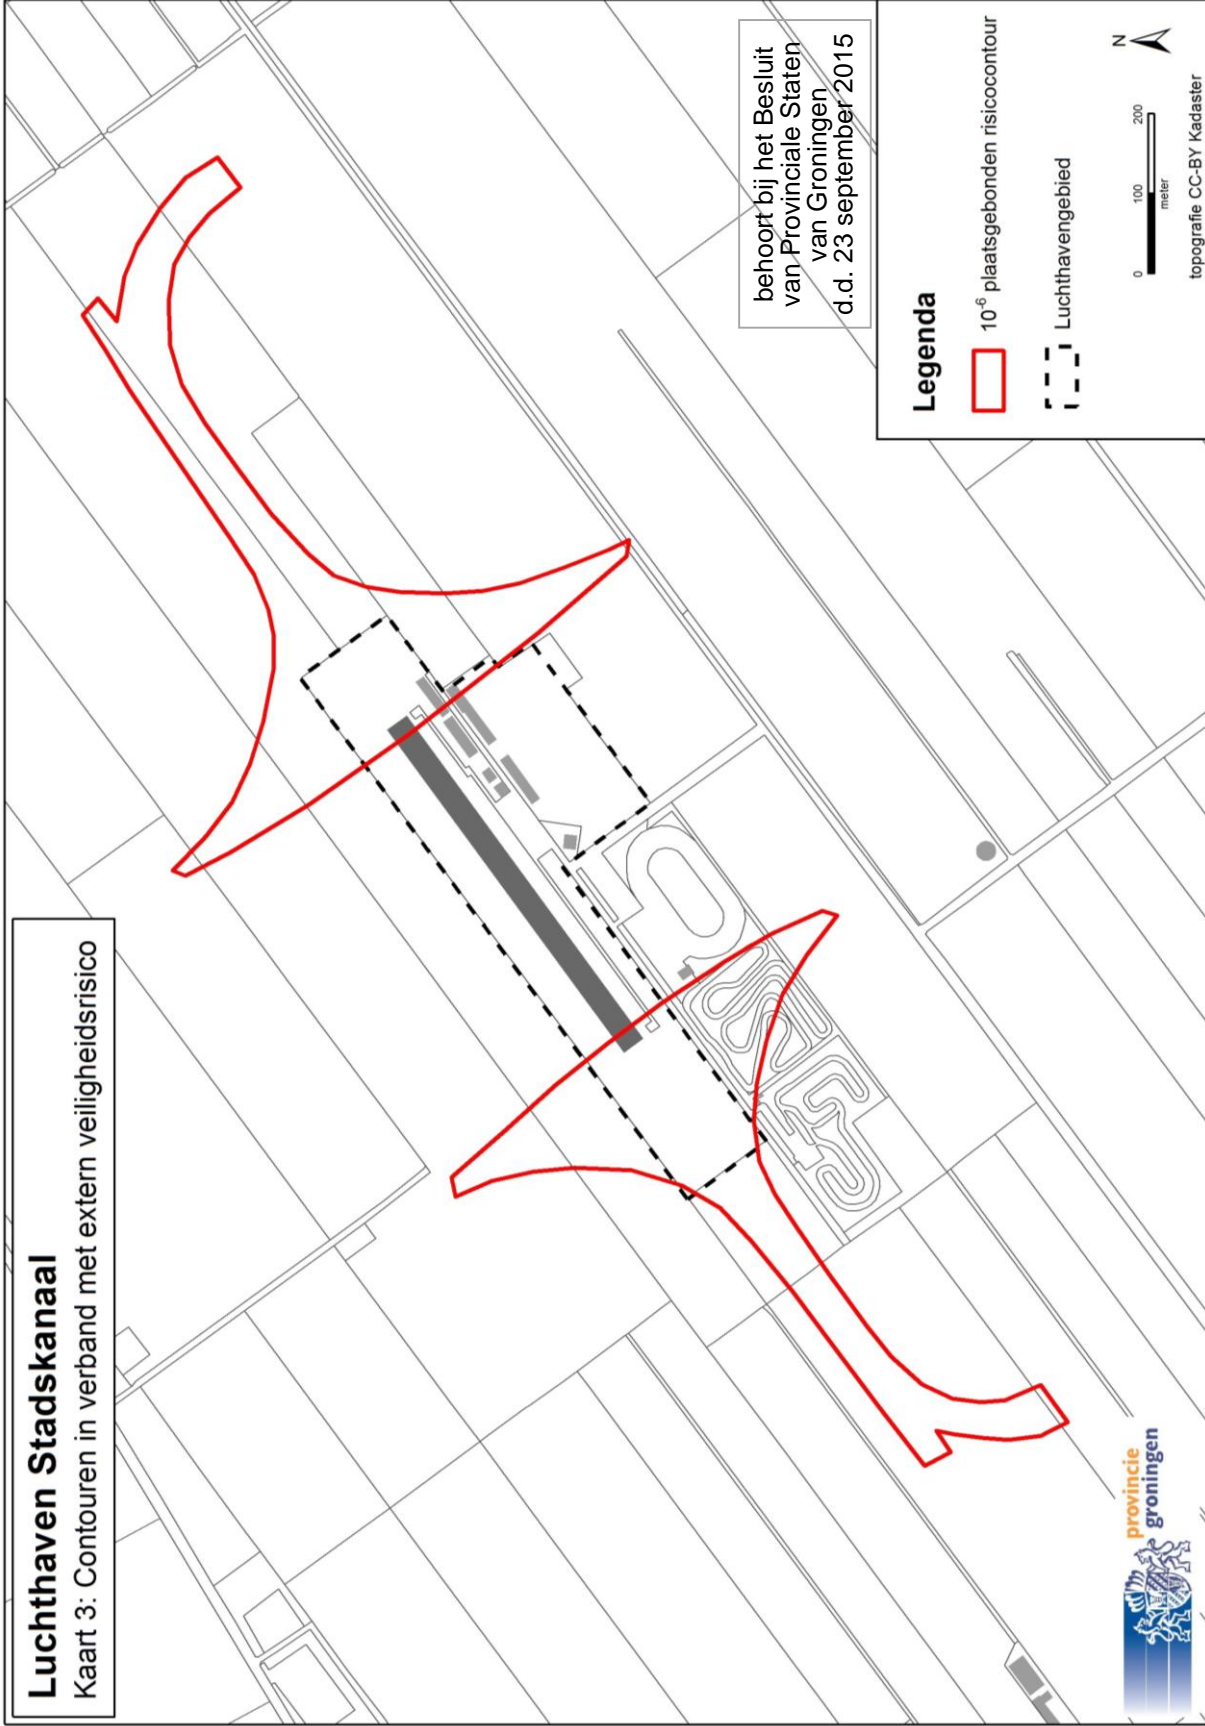 Luchthaven Stadskanaal
Kaart 3: Contouren in verband met extern veiligheidsrisico
behoort bij het Besluit
van Provinciale Staten
van Groningen
d.d. 23 september 2015
Legenda
10⁻⁶ plaatsgebonden risicocontour
Luchthavengebied
N
0 100 200
meter
topografie CC-BY Kadaster
provincie
groningen